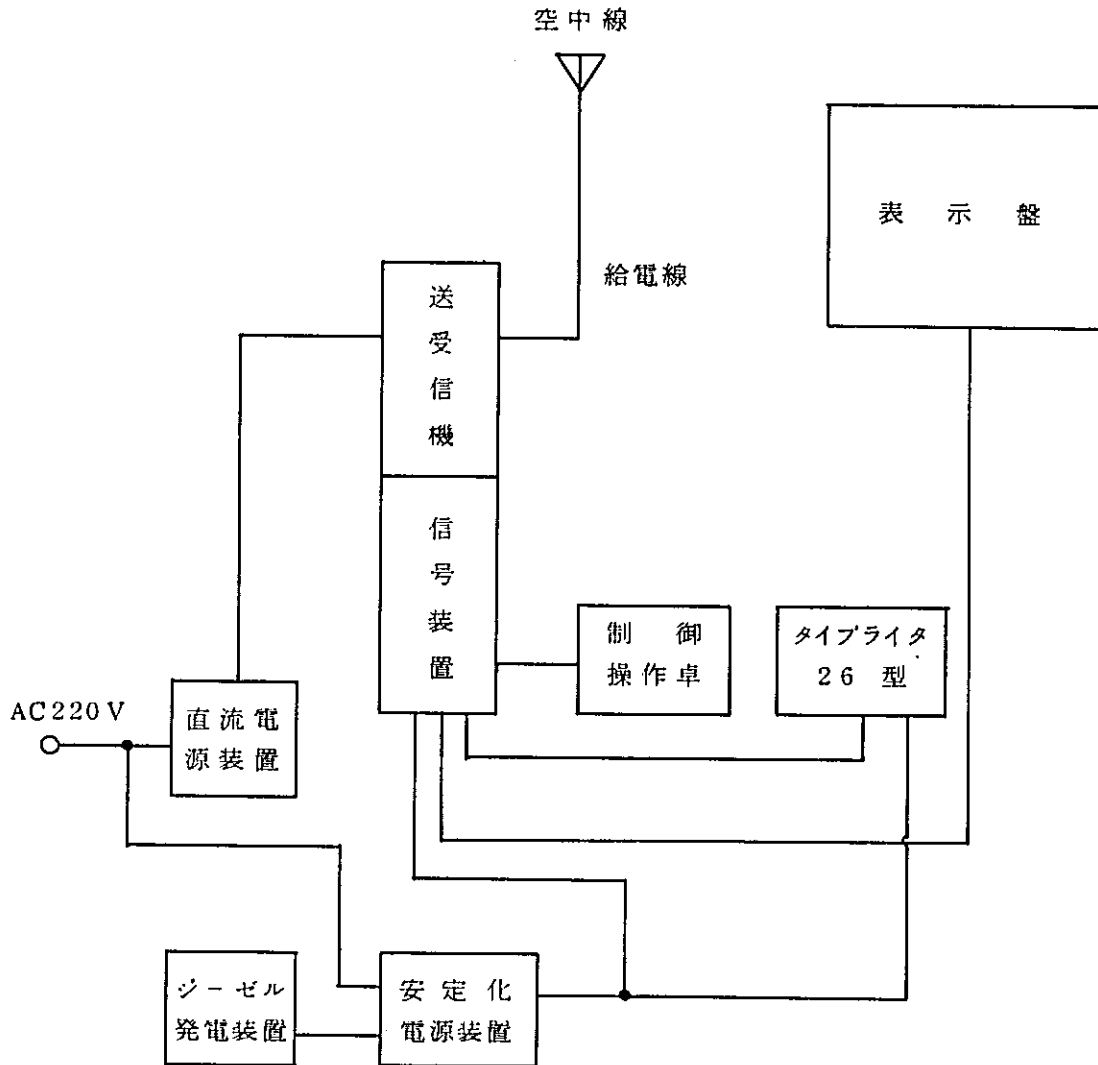 空中線
表示盤
給電線
送受信機
信号装置
制御
操作卓
タイプライタ
26型
AC220V
直流電
源装置
ジーゼル
発電装置
安定化
電源装置